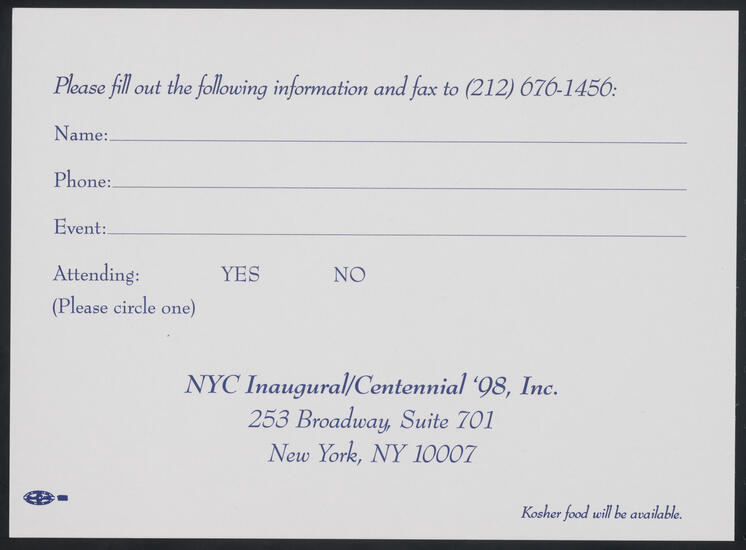 Please fill out the following information and fax to (212) 676-1456:
Name:
Phone:
Event:
Attending: YES NO
(Please circle one)
NYC Inaugural/Centennial '98, Inc.
253 Broadway, Suite 701
New York, NY 10007
Kosher food will be available.